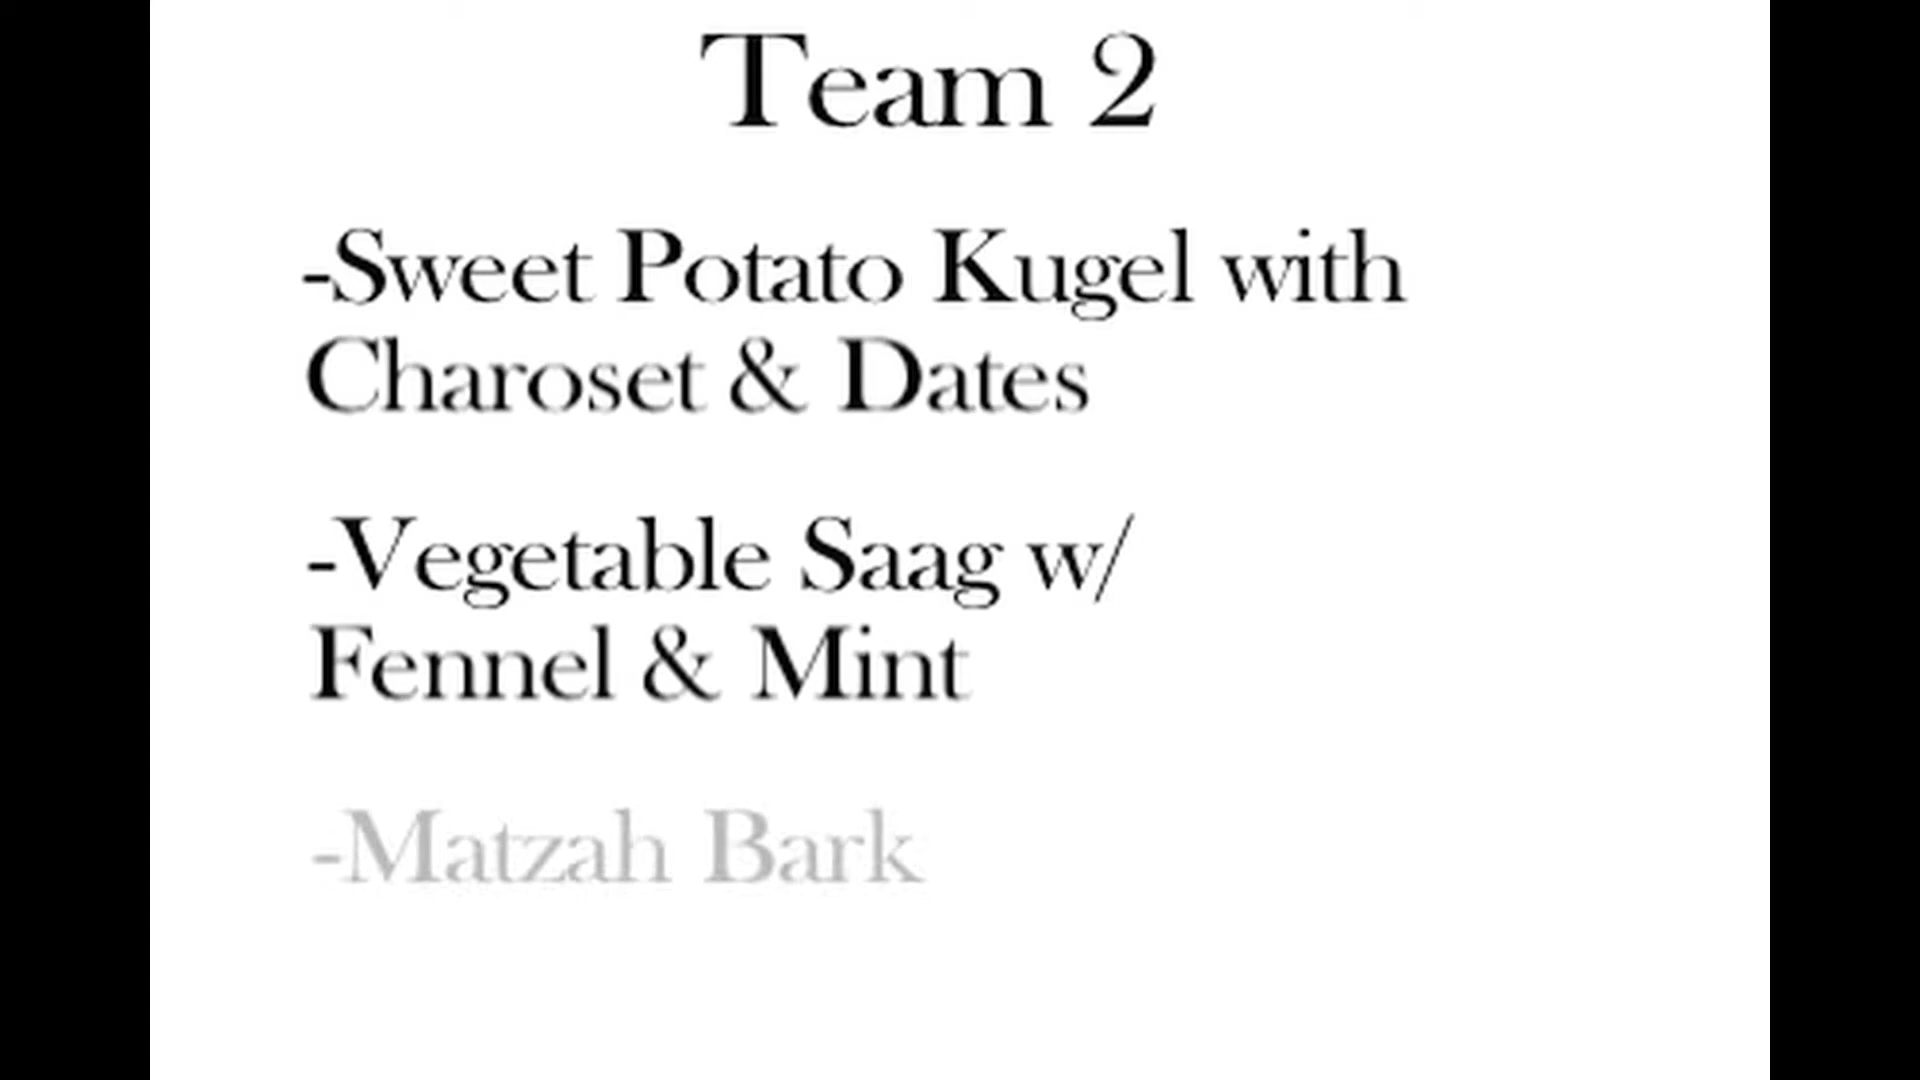 Team 2
-Sweet Potato Kugel with
Charoset & Dates
-Vegetable Saag w/
Fennel & Mint
-Matzah Bark